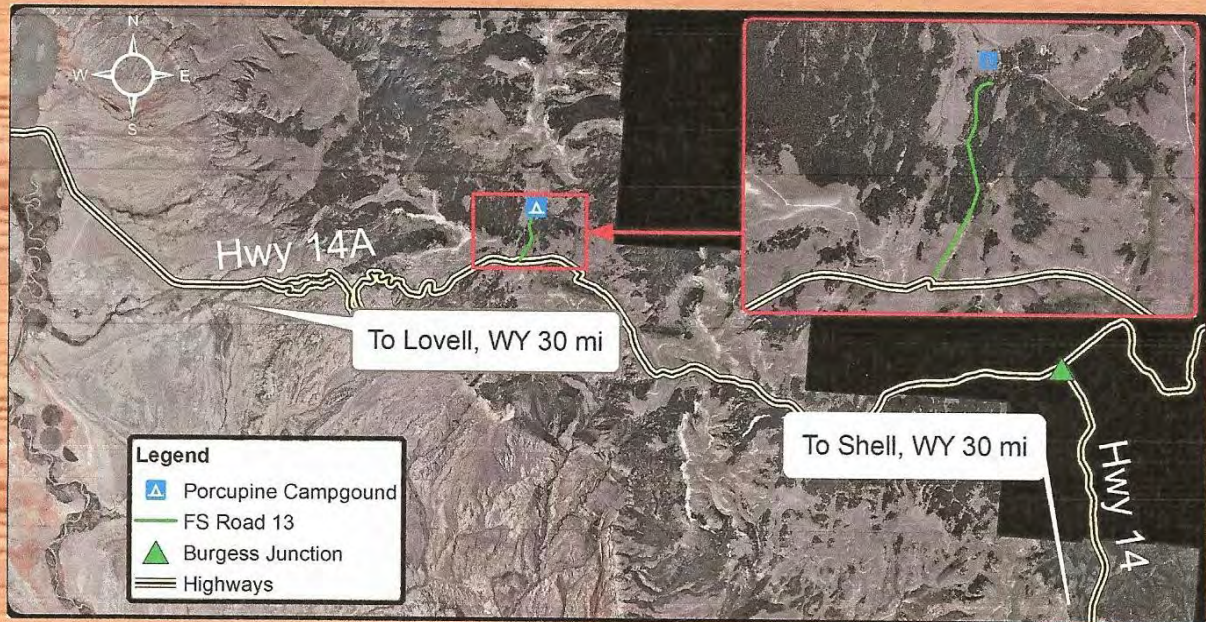 N
W
E
S
Hwy 14A
To Lovell, WY 30 mi
To Shell, WY 30 mi
Hwy 14
Legend
Porcupine Campgound
FS Road 13
Burgess Junction
Highways